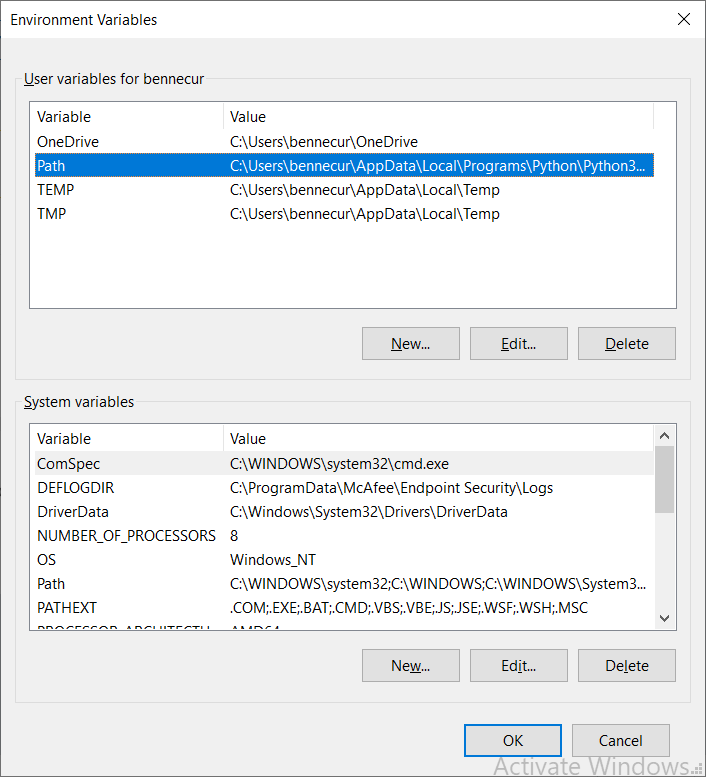 Environment Variables
User variables for bennecur
Variable Value
OneDrive C:\Users\bennecur\OneDrive
Path C:\Users\bennecur\AppData\Local\Programs\Python\Python3...
TEMP C:\Users\bennecur\AppData\Local\Temp
TMP C:\Users\bennecur\AppData\Local\Temp
New... Edit... Delete
System variables
Variable Value
ComSpec C:\WINDOWS\system32\cmd.exe
DEFLOGDIR C:\ProgramData\McAfee\Endpoint Security\Logs
DriverData C:\Windows\System32\Drivers\DriverData
NUMBER_OF_PROCESSORS 8
OS Windows_NT
Path C:\WINDOWS\system32;C:\WINDOWS;C:\WINDOWS\System3...
PATHEXT .COM;.EXE;.BAT;.CMD;.VBS;.VBE;.JS;.JSE;.WSF;.WSH;.MSC
New... Edit... Delete
OK Cancel
Activate Windows